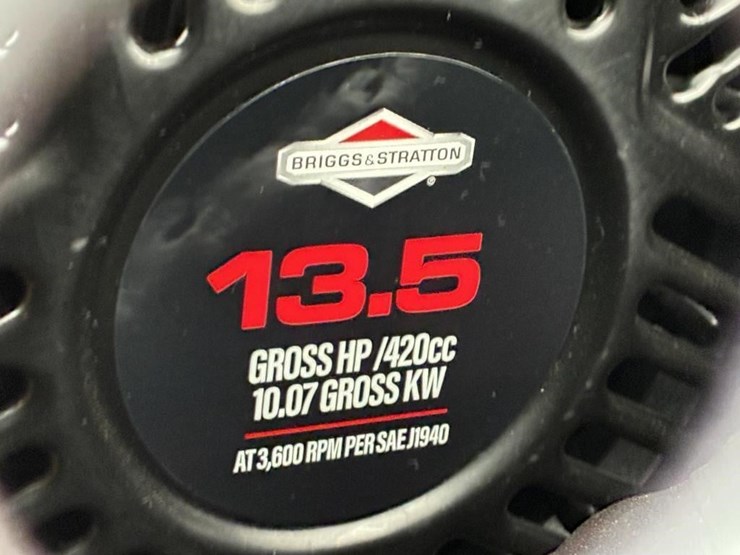 BRIGGS & STRATTON
®
13.5
GROSS HP /420CC
10.07 GROSS KW
AT 3,600 RPM PER SAE J1940